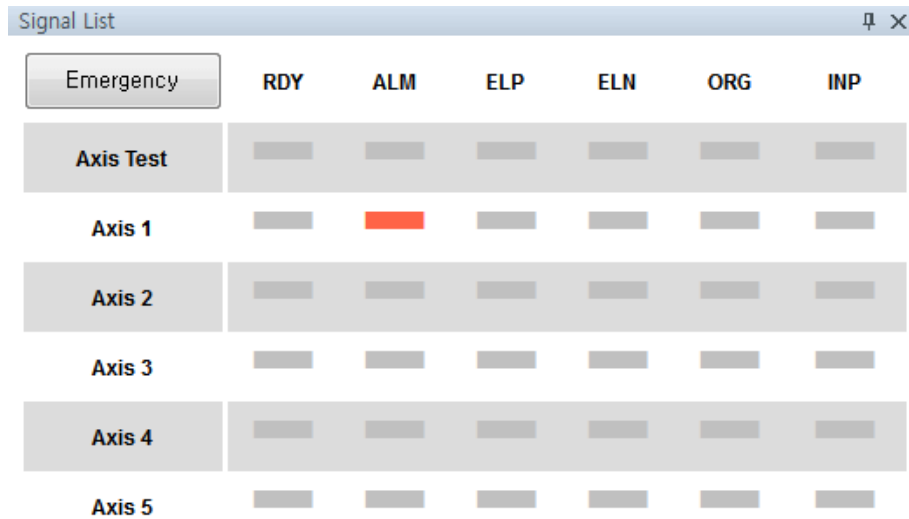 Signal List
Emergency RDY ALM ELP ELN ORG INP
Axis Test
Axis 1
Axis 2
Axis 3
Axis 4
Axis 5